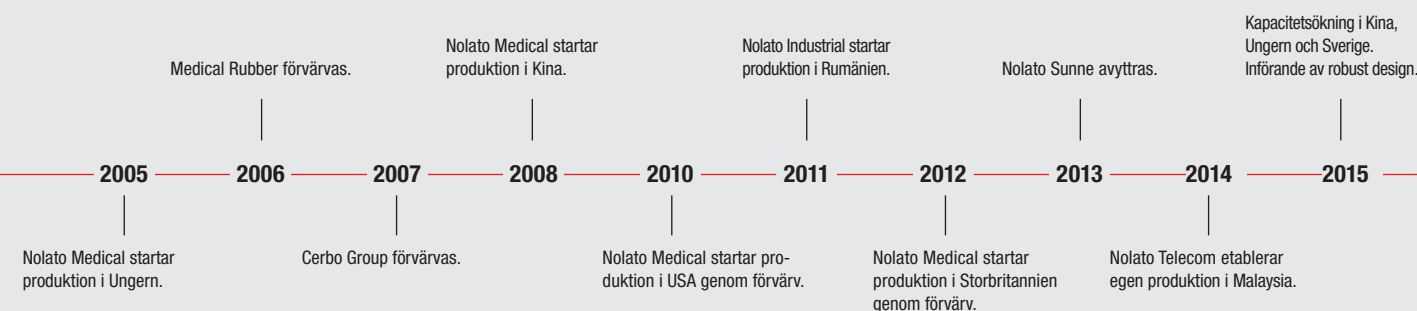 Medical Rubber förvärvas.
Nolato Medical startar
produktion i Kina.
Nolato Industrial startar
produktion i Rumänien.
Nolato Sunne avyttras.
Kapacitetsökning i Kina,
Ungern och Sverige.
Införande av robust design.
2005 2006 2007 2008 2010 2011 2012 2013 2014 2015
Nolato Medical startar
produktion i Ungern.
Cerbo Group förvärvas.
Nolato Medical startar pro-
duktion i USA genom förvärv.
Nolato Medical startar
produktion i Storbritannien
genom förvärv.
Nolato Telecom etablerar
egen produktion i Malaysia.